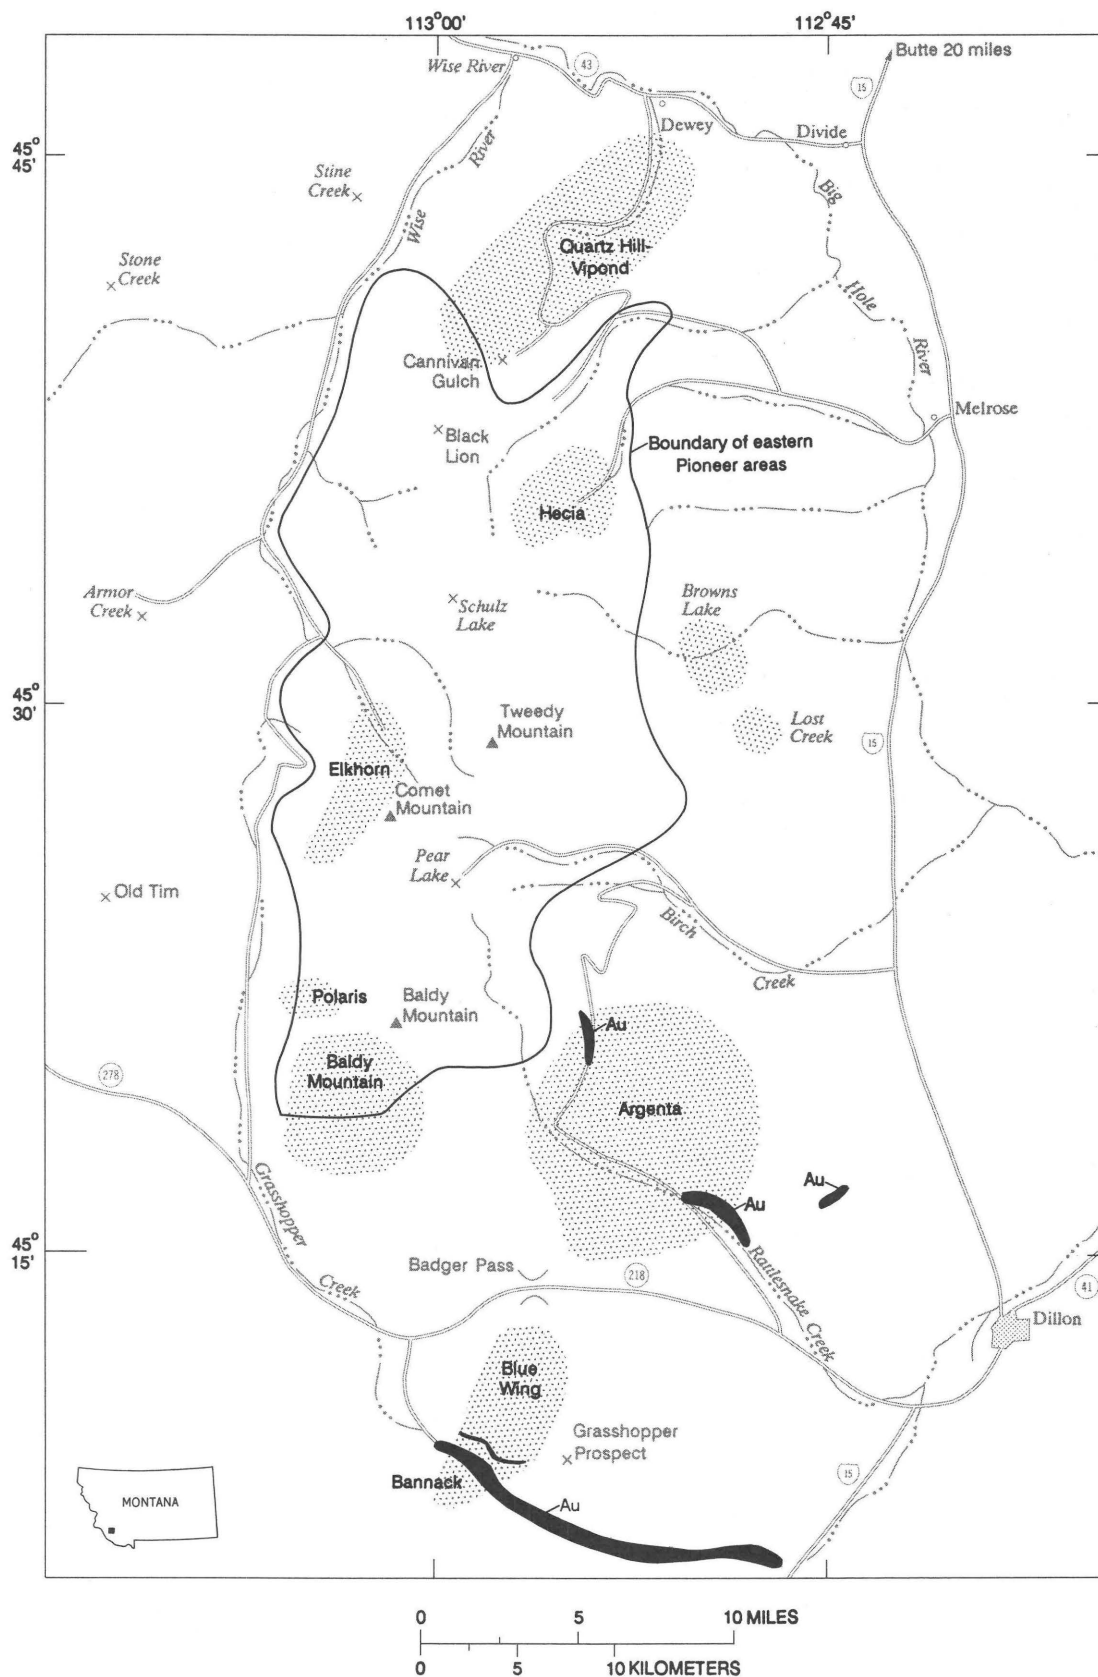 113°00'
112°45'
Butte 20 miles
Wise River
43
15
Dewey
Divide
45°
45'
Stine
Creek
River
Wise
Big
Quartz Hill-
Vipond
Stone
Creek
Hole
River
Cannivan
Gulch
Melrose
Black
Lion
Boundary of eastern
Pioneer areas
Hecla
Armor
Creek
Schulz
Lake
Browns
Lake
45°
30'
Tweedy
Mountain
Lost
Creek
15
Elkhorn
Comet
Mountain
Pear
Lake
Old Tim
Birch
Creek
Polaris
Baldy
Mountain
Au
278
Baldy
Mountain
Argenta
Grasshopper
Creek
Au
Au
45°
15'
Badger Pass
218
Rattlesnake Creek
41
Dillon
Blue
Wing
Grasshopper
Prospect
15
Bannack
Au
MONTANA
0 5 10 MILES
0 5 10 KILOMETERS